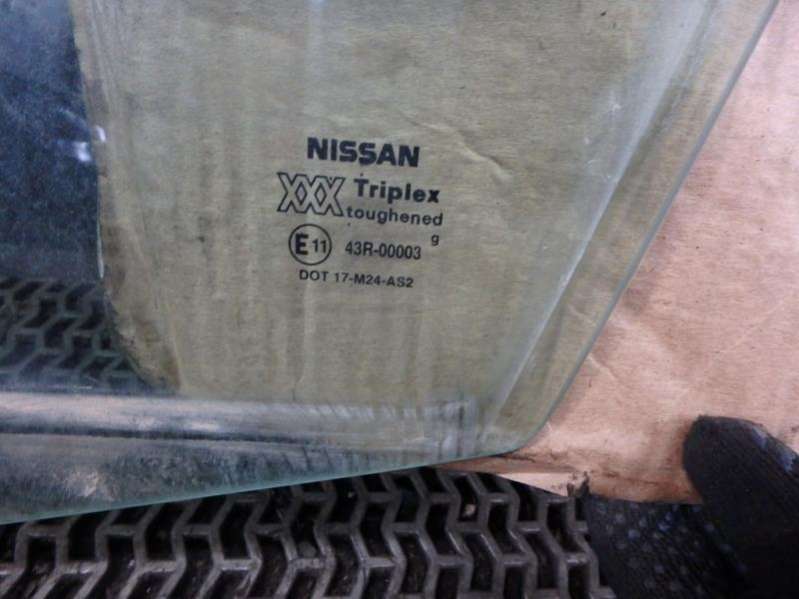 NISSAN
XXX Triplex
toughened
g
E11 43R-00003
DOT 17-M24-AS2